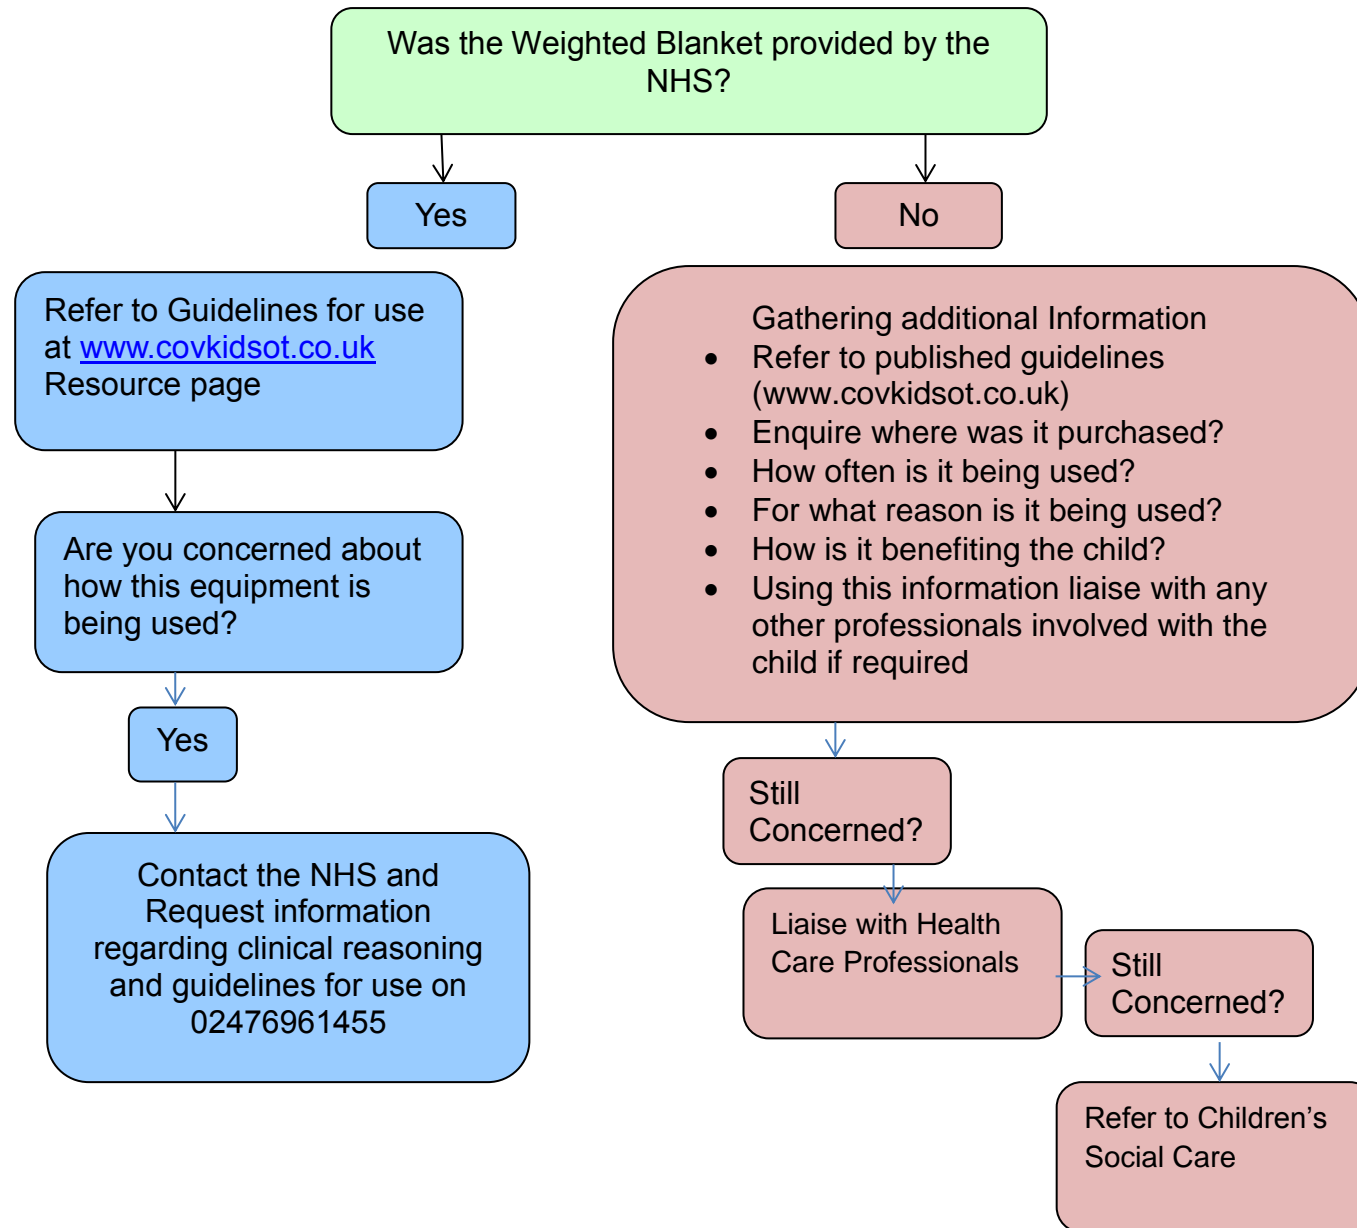 Was the Weighted Blanket provided by the
NHS?
Yes
No
Refer to Guidelines for use
at www.covkidsot.co.uk
Resource page
Are you concerned about
how this equipment is
being used?
Yes
Contact the NHS and
Request information
regarding clinical reasoning
and guidelines for use on
02476961455
Gathering additional Information
• Refer to published guidelines
(www.covkidsot.co.uk)
• Enquire where was it purchased?
• How often is it being used?
• For what reason is it being used?
• How is it benefiting the child?
• Using this information liaise with any
other professionals involved with the
child if required
Still
Concerned?
Liaise with Health
Care Professionals
Still
Concerned?
Refer to Children’s
Social Care